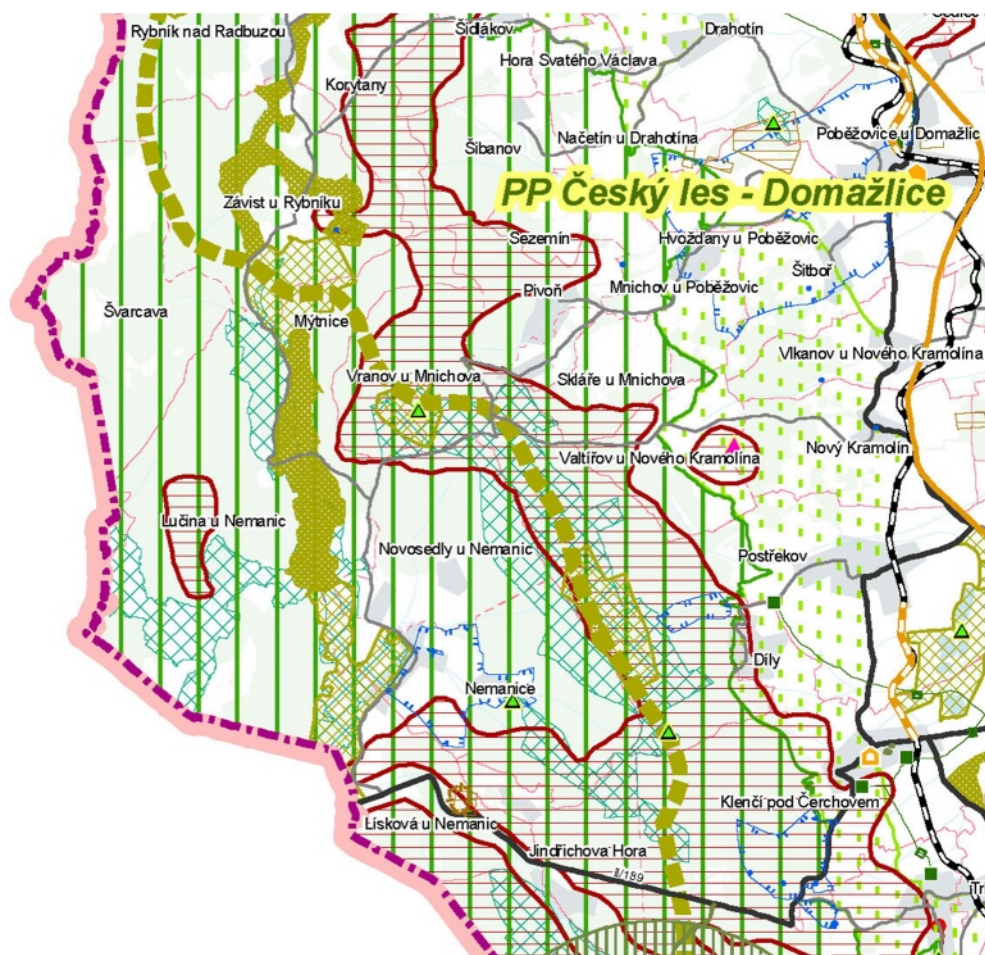 Rybník nad Radbuzou
Šidlákov
Drahotín
Hora Svatého Václava
Korytany
Načetín u Drahotína
Poběžovice u Domažlic
Šibanov
PP Český les - Domažlice
Závist u Rybníku
Sezemín
Hvožďany u Poběžovic
Šitboř
Pivoň
Mnichov u Poběžovic
Švarcava
Mýtnice
Vlkanov u Nového Kramolína
Vranov u Mnichova
Skláře u Mnichova
Valtířov u Nového Kramolína
Nový Kramolín
Lučina u Nemanic
Novosedly u Nemanic
Postřekov
Díly
Nemanice
Klenčí pod Čerchovem
Lísková u Nemanic
Jindřichova Hora
II/189